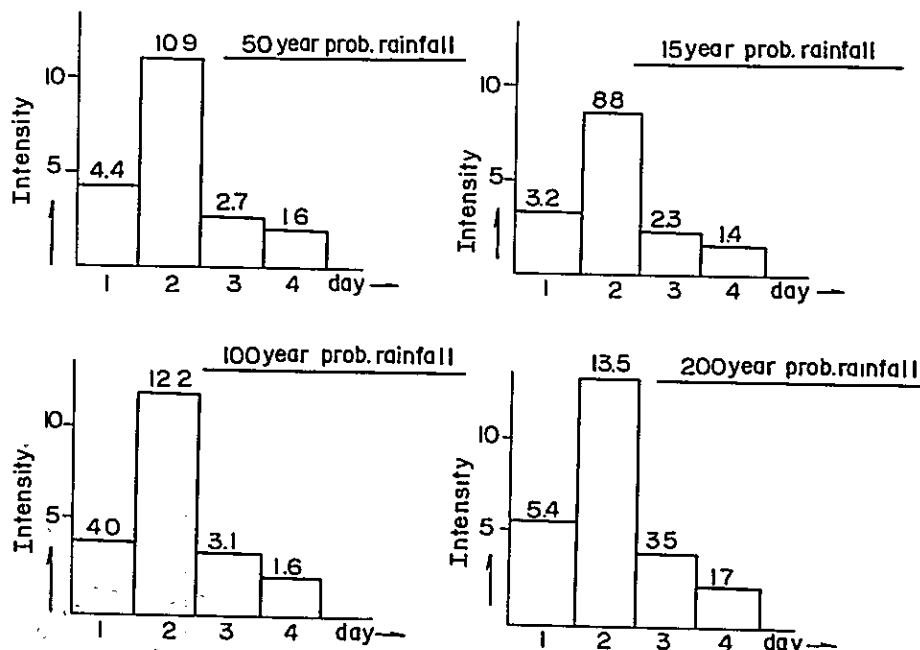 50 year prob. rainfall
10
5
Intensity
4.4
10 9
2.7
1.6
1 2 3 4 day
15 year prob. rainfall
10
5
Intensity
3.2
8 8
2.3
1.4
1 2 3 4 day
100 year prob. rainfall
10
5
Intensity
4 0
12 2
3.1
1.6
1 2 3 4 day
200 year prob. rainfall
10
5
Intensity
5.4
13.5
3 5
1 7
1 2 3 4 day